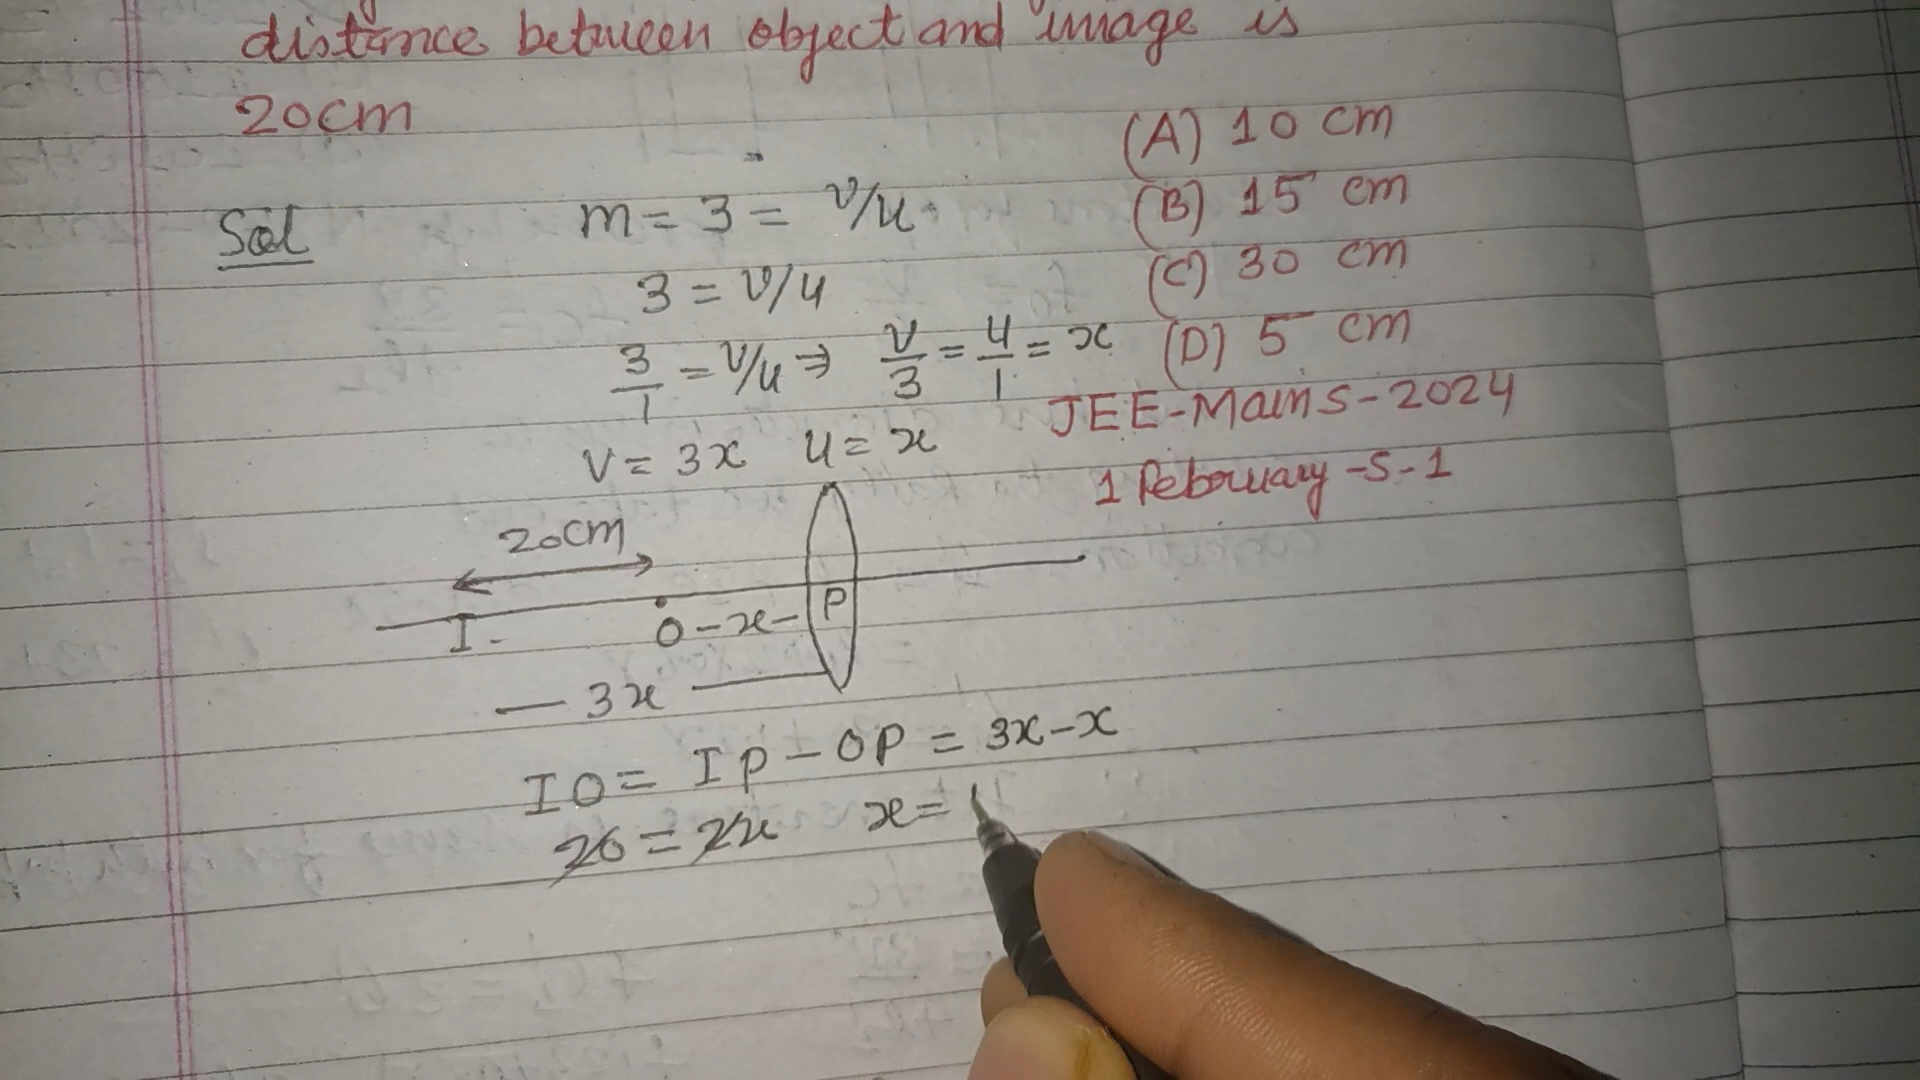 distance between object and image is
20cm
(A) 10 cm
(B) 15 cm
(C) 30 cm
(D) 5 cm
JEE-Mains-2024
1 Pebruary -S-1
Sol
m = 3 = v/u
3 = v/u
3/1 = v/u ⇒ v/3 = u/1 = x
v = 3x u = x
20cm
I O - x - P
3x
IO = IP - OP = 3x - x
20 = 2x x =